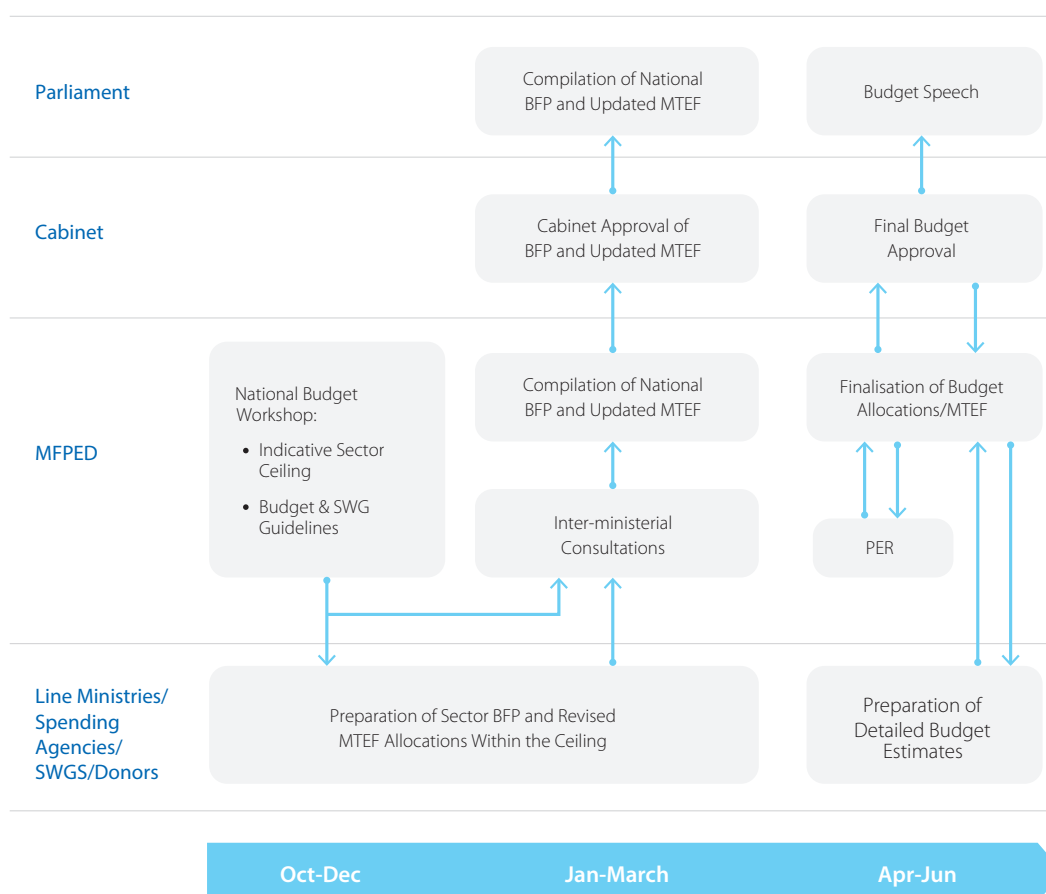 Parliament
Compilation of National
BFP and Updated MTEF
Budget Speech
Cabinet
Cabinet Approval of
BFP and Updated MTEF
Final Budget
Approval
MFPED
National Budget
Workshop:
• Indicative Sector
Ceiling
• Budget & SWG
Guidelines
Compilation of National
BFP and Updated MTEF
Inter-ministerial
Consultations
Finalisation of Budget
Allocations/MTEF
PER
Line Ministries/
Spending
Agencies/
SWGS/Donors
Preparation of Sector BFP and Revised
MTEF Allocations Within the Ceiling
Preparation of
Detailed Budget
Estimates
Oct-Dec
Jan-March
Apr-Jun